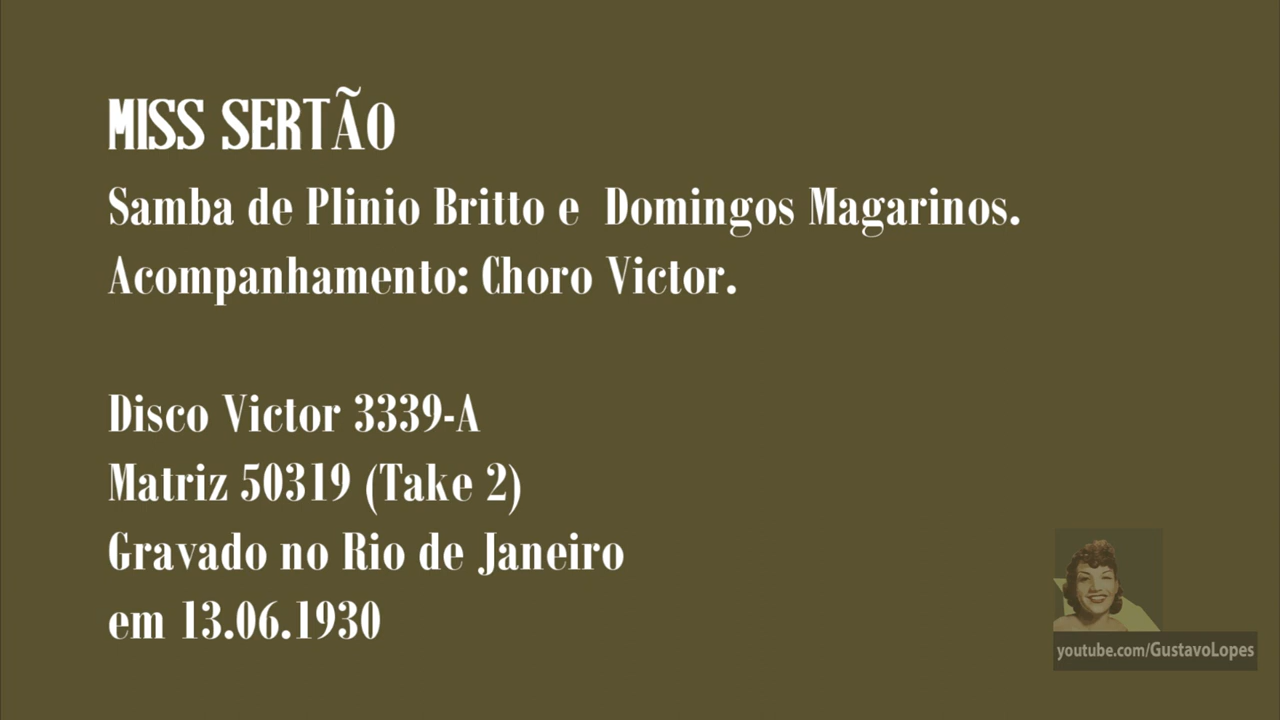 MISS SERTÃO
Samba de Plinio Britto e Domingos Magarinos.
Acompanhamento: Choro Victor.
Disco Victor 3339-A
Matriz 50319 (Take 2)
Gravado no Rio de Janeiro
em 13.06.1930
youtube.com/GustavoLopes